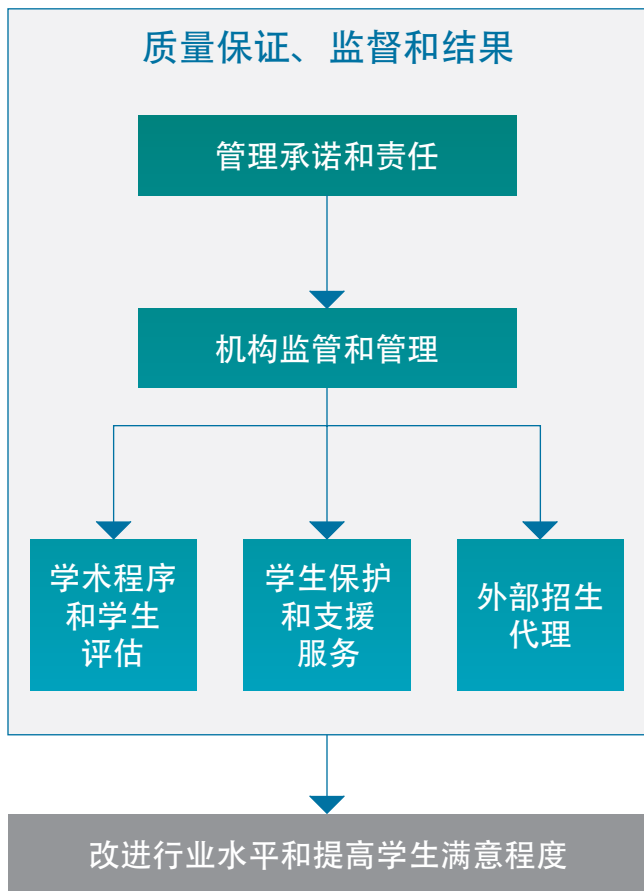 质量保证、监督和结果
管理承诺和责任
机构监管和管理
学术程序
和学生
评估
学生保护
和支援
服务
外部招生
代理
改进行业水平和提高学生满意程度